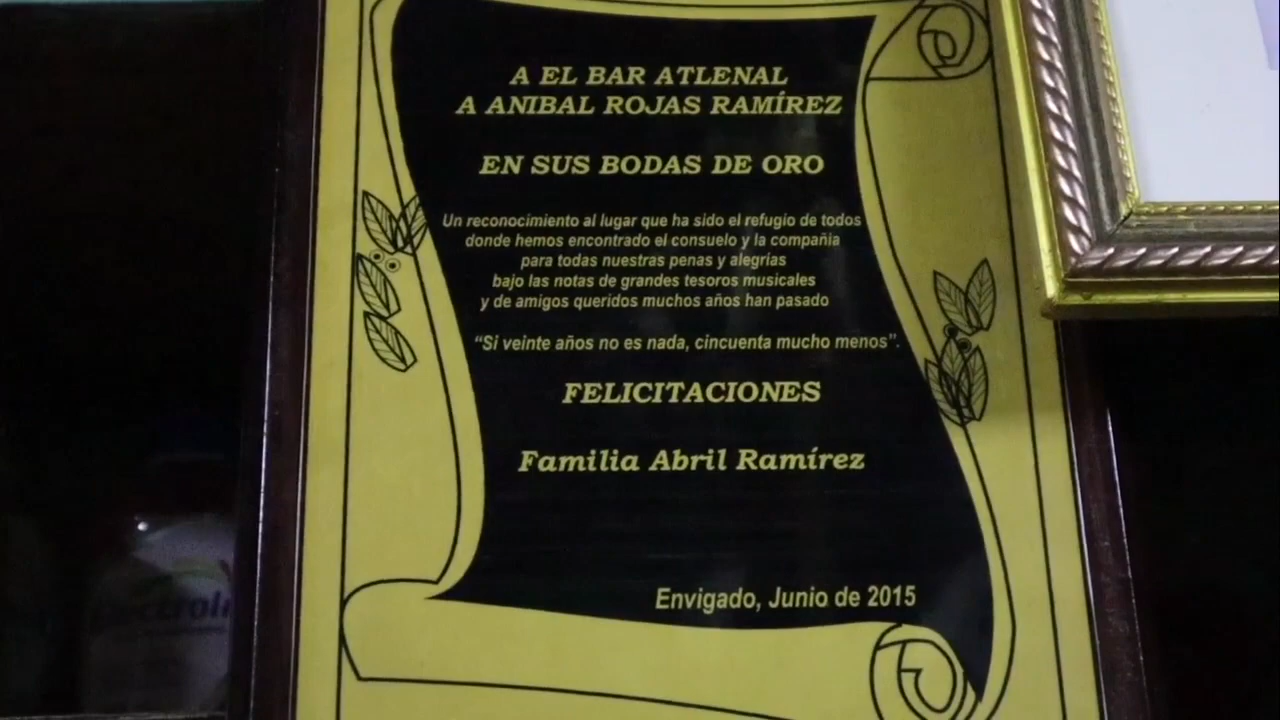 A EL BAR ATLENAL
A ANIBAL ROJAS RAMÍREZ
EN SUS BODAS DE ORO
Un reconocimiento al lugar que ha sido el refugio de todos
donde hemos encontrado el consuelo y la compañia
para todas nuestras penas y alegrías
bajo las notas de grandes tesoros musicales
y de amigos queridos muchos años han pasado
"Si veinte años no es nada, cincuenta mucho menos".
FELICITACIONES
Familia Abril Ramírez
Envigado, Junio de 2015